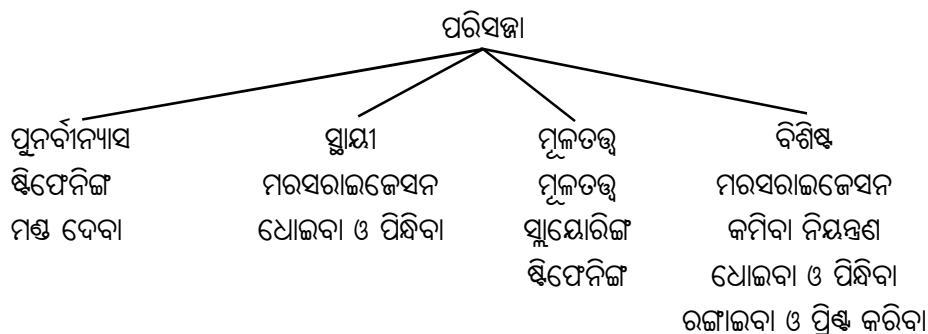 ପରିସଜା
ପୁନର୍ବୀନ୍ୟାସ ସ୍ଥାୟୀ ମୂଳତତ୍ତ୍ୱ ବିଶିଷ୍ଟ
ଷ୍ଟିଫେନିଙ୍ଗ ମରସରାଇଜେସନ ମୂଳତତ୍ତ୍ୱ ମରସରାଇଜେସନ
ମଣ୍ଡ ଦେବା ଧୋଇବା ଓ ପିନ୍ଧିବା ସ୍ଲାୟୋରିଙ୍ଗ କମିବା ନିୟନ୍ତ୍ରଣ
ଷ୍ଟିଫେନିଙ୍ଗ ଧୋଇବା ଓ ପିନ୍ଧିବା
ରଙ୍ଗାଇବା ଓ ପ୍ରିଣ୍ଟ କରିବା